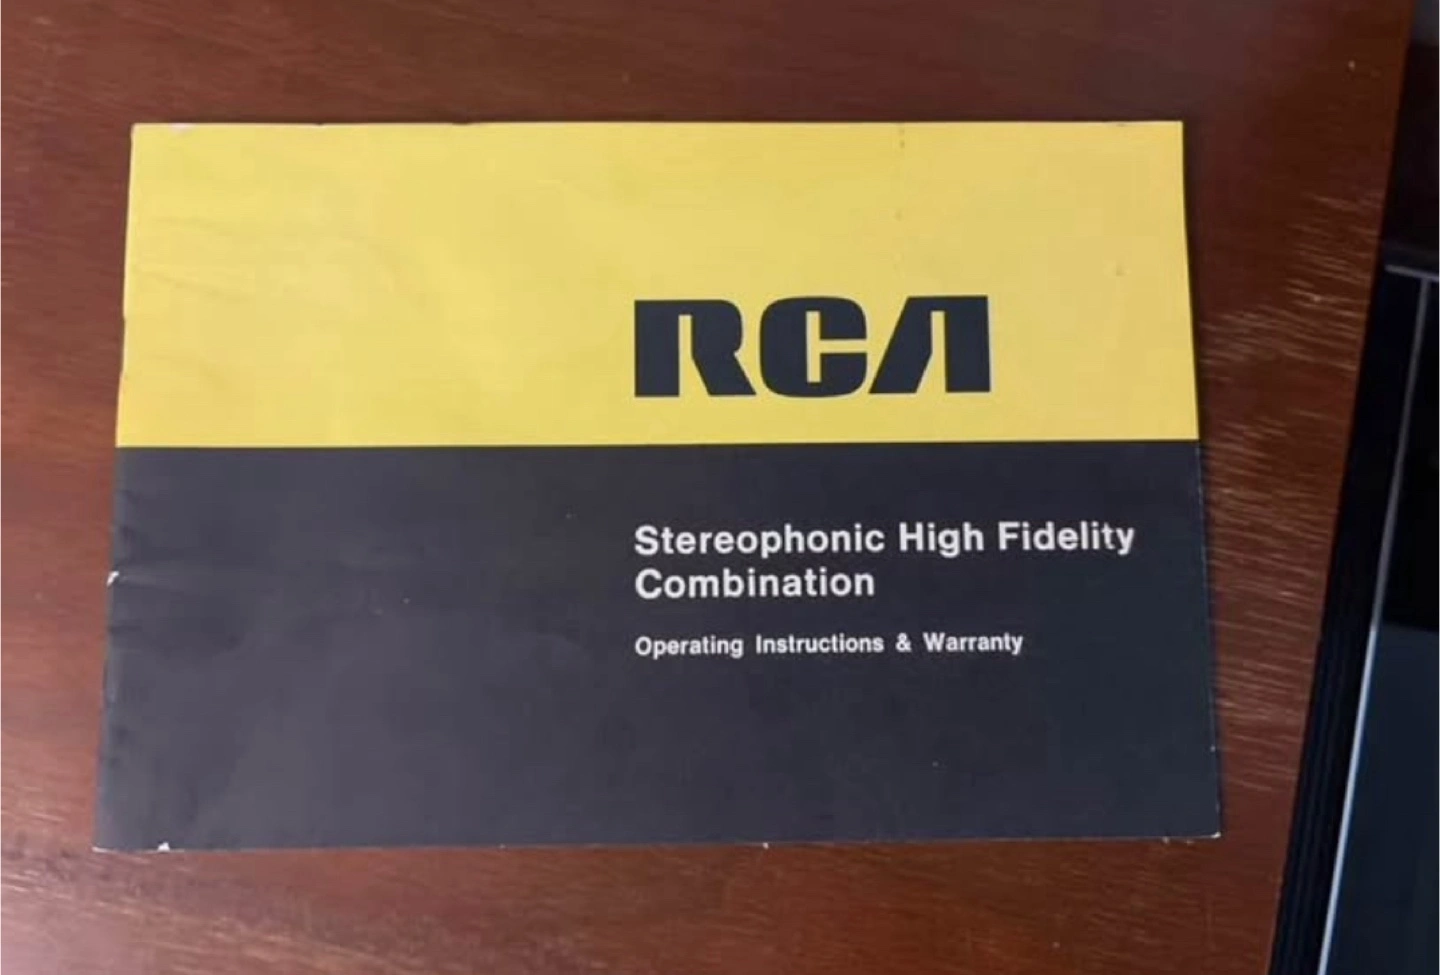 RCA
Stereophonic High Fidelity
Combination
Operating Instructions & Warranty